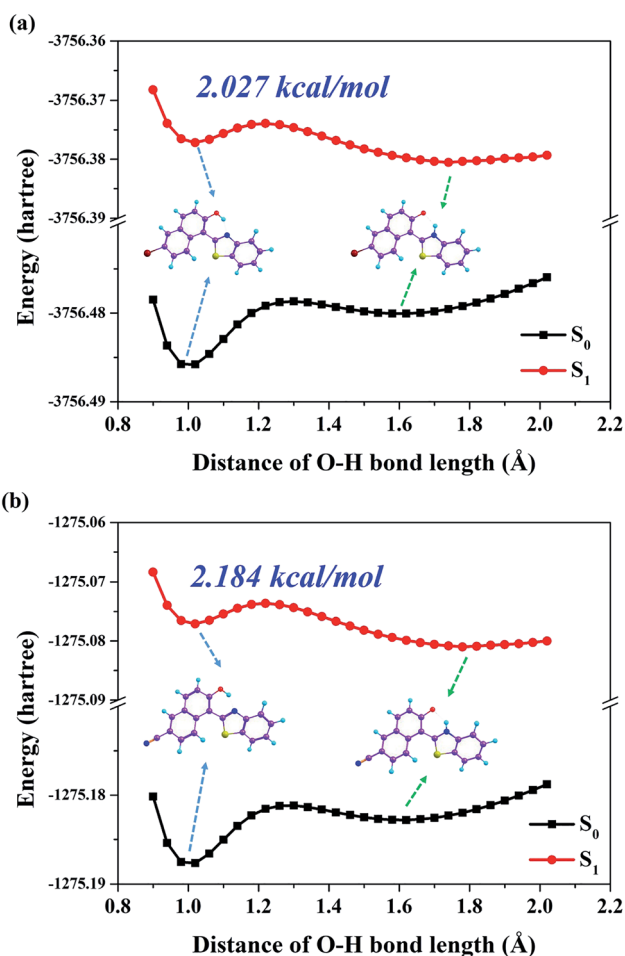 (a)
-3756.36
2.027 kcal/mol
-3756.37
-3756.38
-3756.39
Energy (hartree)
-3756.48
S0
S1
-3756.49
0.8 1.0 1.2 1.4 1.6 1.8 2.0 2.2
Distance of O-H bond length (Å)
(b)
-1275.06
2.184 kcal/mol
-1275.07
-1275.08
-1275.09
Energy (hartree)
-1275.18
S0
S1
-1275.19
0.8 1.0 1.2 1.4 1.6 1.8 2.0 2.2
Distance of O-H bond length (Å)